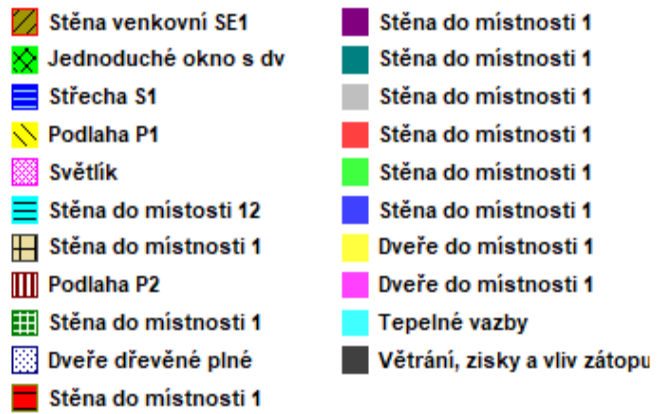 Stěna venkovní SE1
Jednoduché okno s dv
Střecha S1
Podlaha P1
Světlík
Stěna do místosti 12
Stěna do místnosti 1
Podlaha P2
Stěna do místnosti 1
Dveře dřevěné plné
Stěna do místnosti 1
Stěna do místnosti 1
Stěna do místnosti 1
Stěna do místnosti 1
Stěna do místnosti 1
Stěna do místnosti 1
Stěna do místnosti 1
Dveře do místnosti 1
Dveře do místnosti 1
Tepelné vazby
Větrání, zisky a vliv zátopu